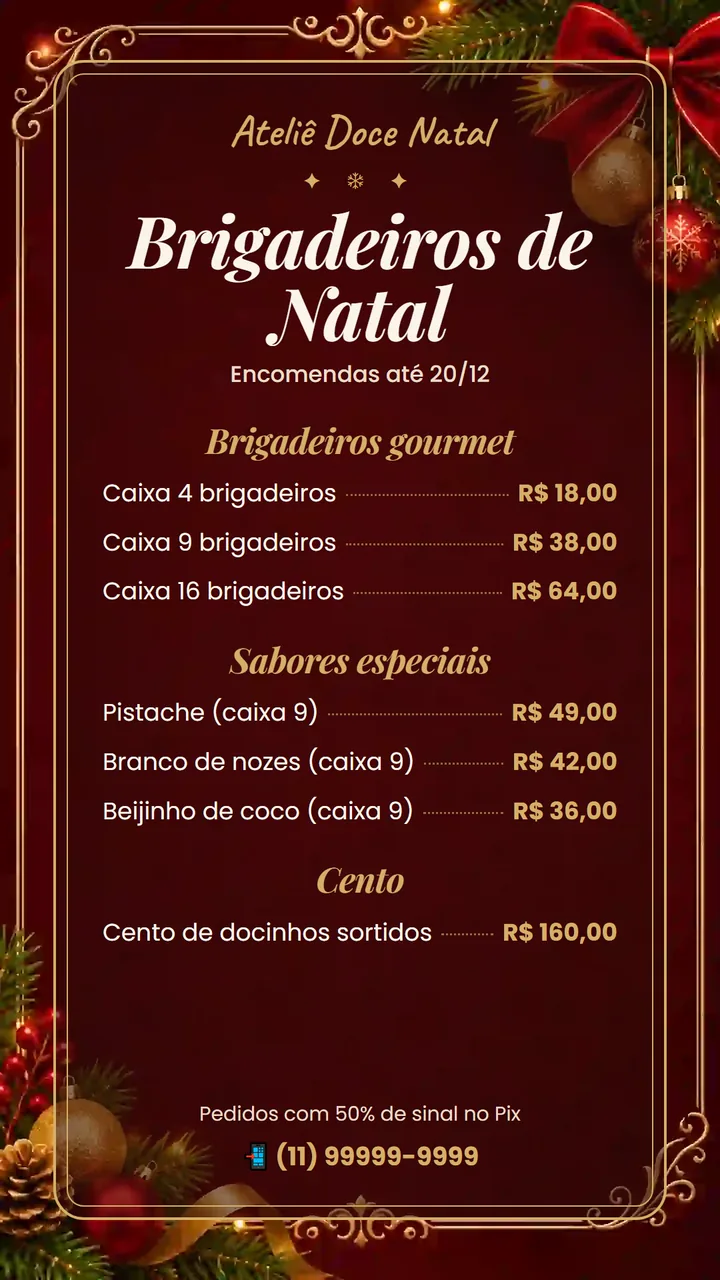 Ateliê Doce Natal
Brigadeiros de
Natal
Encomendas até 20/12
Brigadeiros gourmet
Caixa 4 brigadeiros R$ 18,00
Caixa 9 brigadeiros R$ 38,00
Caixa 16 brigadeiros R$ 64,00
Sabores especiais
Pistache (caixa 9) R$ 49,00
Branco de nozes (caixa 9) R$ 42,00
Beijinho de coco (caixa 9) R$ 36,00
Cento
Cento de docinhos sortidos R$ 160,00
Pedidos com 50% de sinal no Pix
(11) 99999-9999